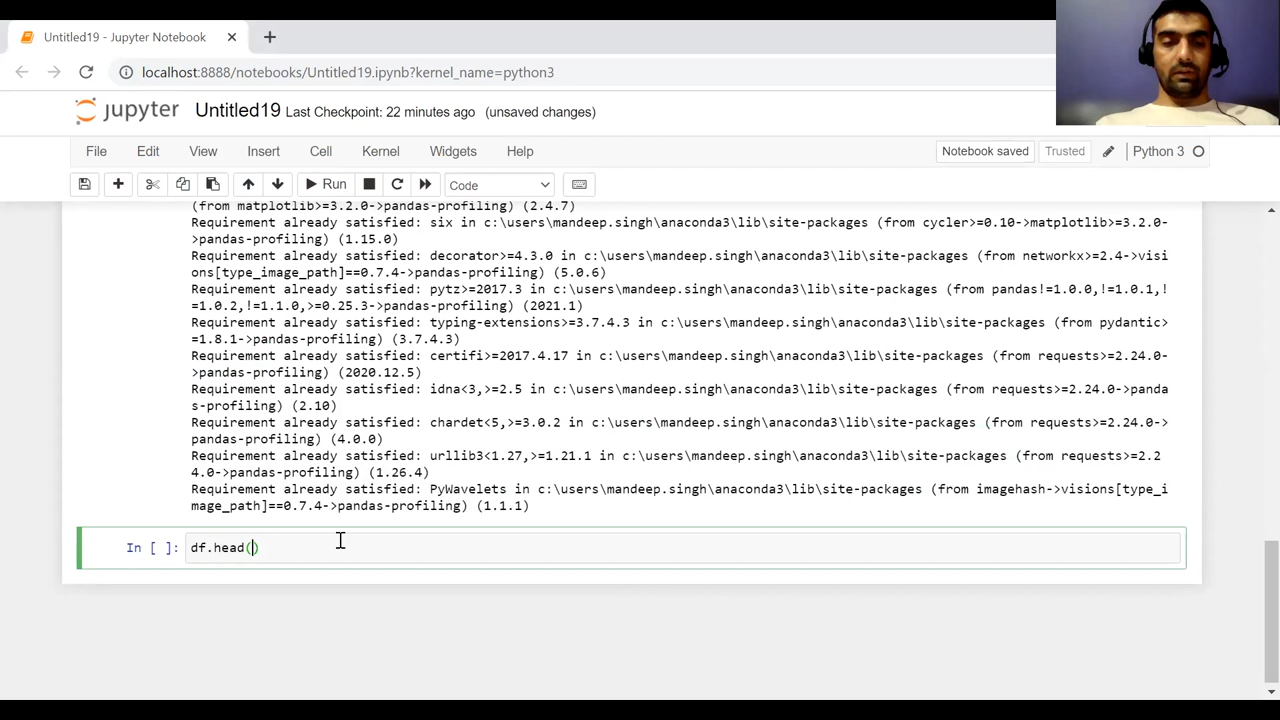 Untitled19 - Jupyter Notebook
localhost:8888/notebooks/Untitled19.ipynb?kernel_name=python3
jupyter Untitled19 Last Checkpoint: 22 minutes ago (unsaved changes)
File Edit View Insert Cell Kernel Widgets Help Notebook saved Trusted Python 3
Run Code
(from matplotlib>=3.2.0->pandas-profiling) (2.4.7)
Requirement already satisfied: six in c:\users\mandeep.singh\anaconda3\lib\site-packages (from cycler>=0.10->matplotlib>=3.2.0-
>pandas-profiling) (1.15.0)
Requirement already satisfied: decorator>=4.3.0 in c:\users\mandeep.singh\anaconda3\lib\site-packages (from networkx>=2.4->visi
ons[type_image_path]==0.7.4->pandas-profiling) (5.0.6)
Requirement already satisfied: pytz>=2017.3 in c:\users\mandeep.singh\anaconda3\lib\site-packages (from pandas!=1.0.0,!=1.0.1,!
=1.0.2,!=1.1.0,>=0.25.3->pandas-profiling) (2021.1)
Requirement already satisfied: typing-extensions>=3.7.4.3 in c:\users\mandeep.singh\anaconda3\lib\site-packages (from pydantic>
=1.8.1->pandas-profiling) (3.7.4.3)
Requirement already satisfied: certifi>=2017.4.17 in c:\users\mandeep.singh\anaconda3\lib\site-packages (from requests>=2.24.0-
>pandas-profiling) (2020.12.5)
Requirement already satisfied: idna<3,>=2.5 in c:\users\mandeep.singh\anaconda3\lib\site-packages (from requests>=2.24.0->panda
s-profiling) (2.10)
Requirement already satisfied: chardet<5,>=3.0.2 in c:\users\mandeep.singh\anaconda3\lib\site-packages (from requests>=2.24.0->
pandas-profiling) (4.0.0)
Requirement already satisfied: urllib3<1.27,>=1.21.1 in c:\users\mandeep.singh\anaconda3\lib\site-packages (from requests>=2.2
4.0->pandas-profiling) (1.26.4)
Requirement already satisfied: PyWavelets in c:\users\mandeep.singh\anaconda3\lib\site-packages (from imagehash->visions[type_i
mage_path]==0.7.4->pandas-profiling) (1.1.1)
In [ ]: df.head()